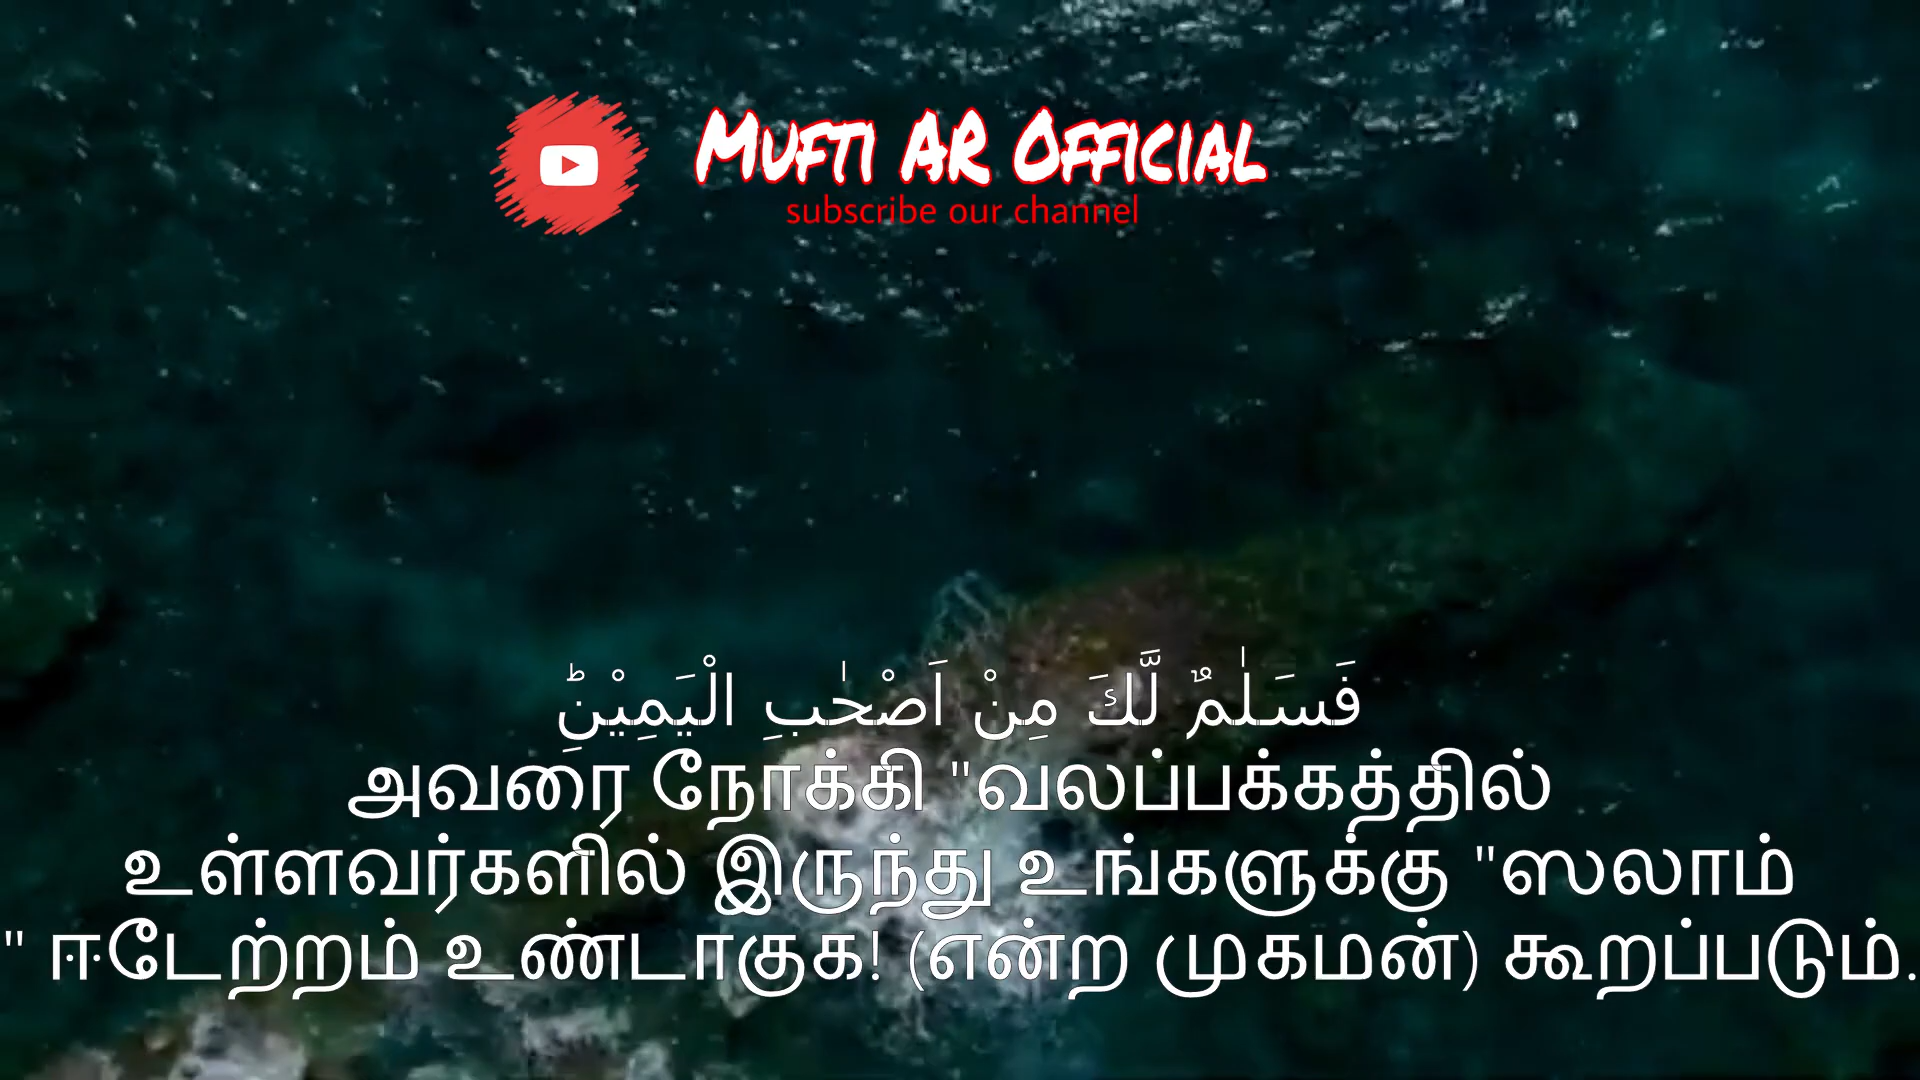 Mufti AR Official
subscribe our channel
فَسَلٰمٌ لَّكَ مِنْ اَصْحٰبِ الْيَمِيْنِؕ
அவரை நோக்கி "வலப்பக்கத்தில்
உள்ளவர்களில் இருந்து உங்களுக்கு "ஸலாம்
" ஈடேற்றம் உண்டாகுக! (என்ற முகமன்) கூறப்படும்.